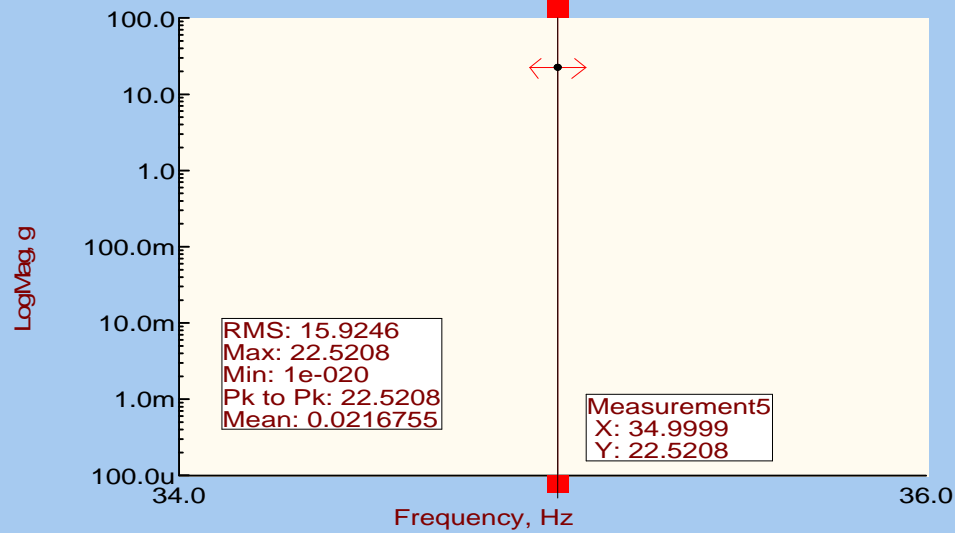 100.0
10.0
1.0
100.0m
10.0m
1.0m
100.0u
LogMag, g
RMS: 15.9246
Max: 22.5208
Min: 1e-020
Pk to Pk: 22.5208
Mean: 0.0216755
Measurement5
X: 34.9999
Y: 22.5208
34.0
36.0
Frequency, Hz